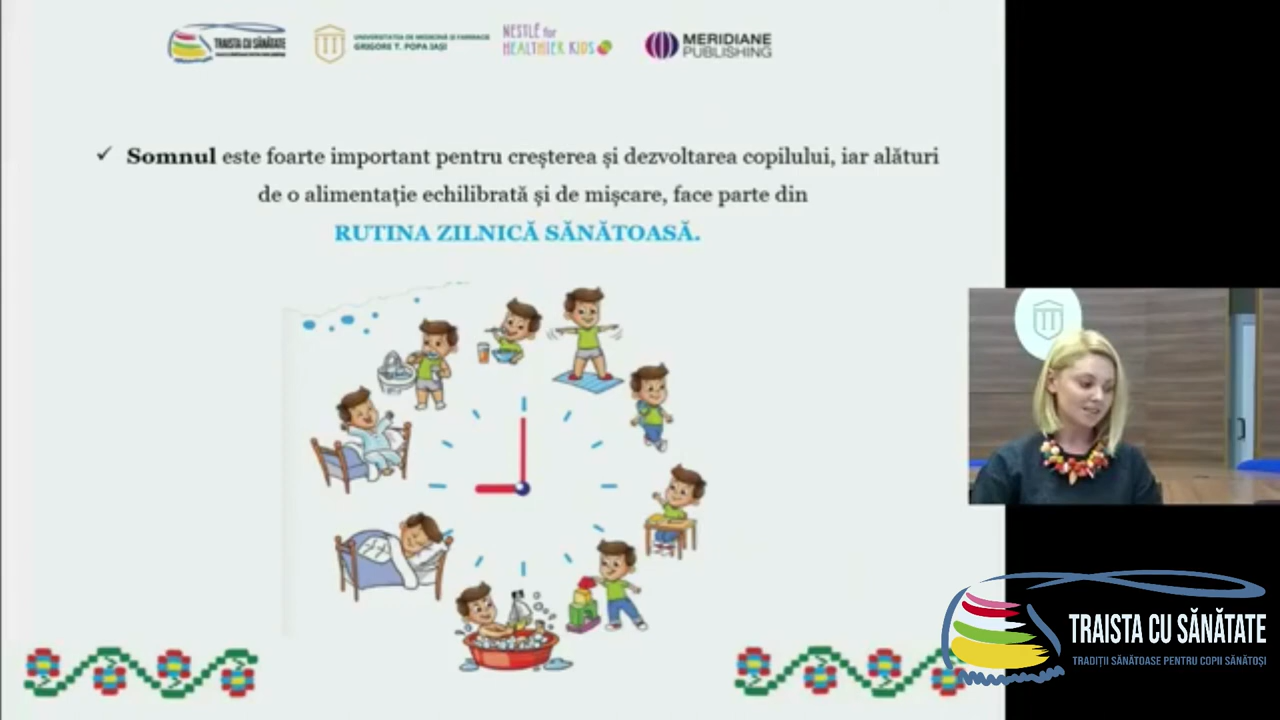 TRAISTA CU SĂNĂTATE
UNIVERSITATEA DE MEDICINĂ ȘI FARMACIE
GRIGORE T. POPA IAȘI
NESTLÉ for
HEALTHIER KIDS
MERIDIANE
PUBLISHING
✓ Somnul este foarte important pentru creșterea și dezvoltarea copilului, iar alături
de o alimentație echilibrată și de mișcare, face parte din
RUTINA ZILNICĂ SĂNĂTOASĂ.
TRAISTA CU SĂNĂTATE
TRADIȚII SĂNĂTOASE PENTRU COPII SĂNĂTOȘI